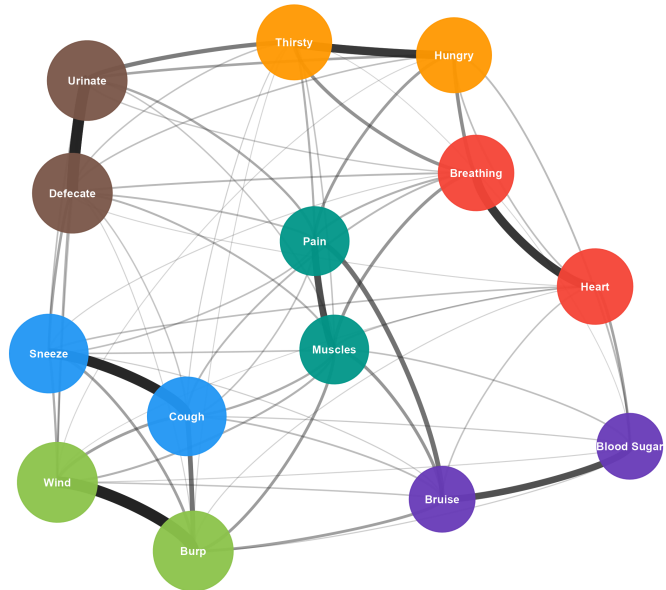 Thirsty
Hungry
Urinate
Breathing
Defecate
Pain
Heart
Muscles
Sneeze
Cough
Blood Sugar
Wind
Bruise
Burp